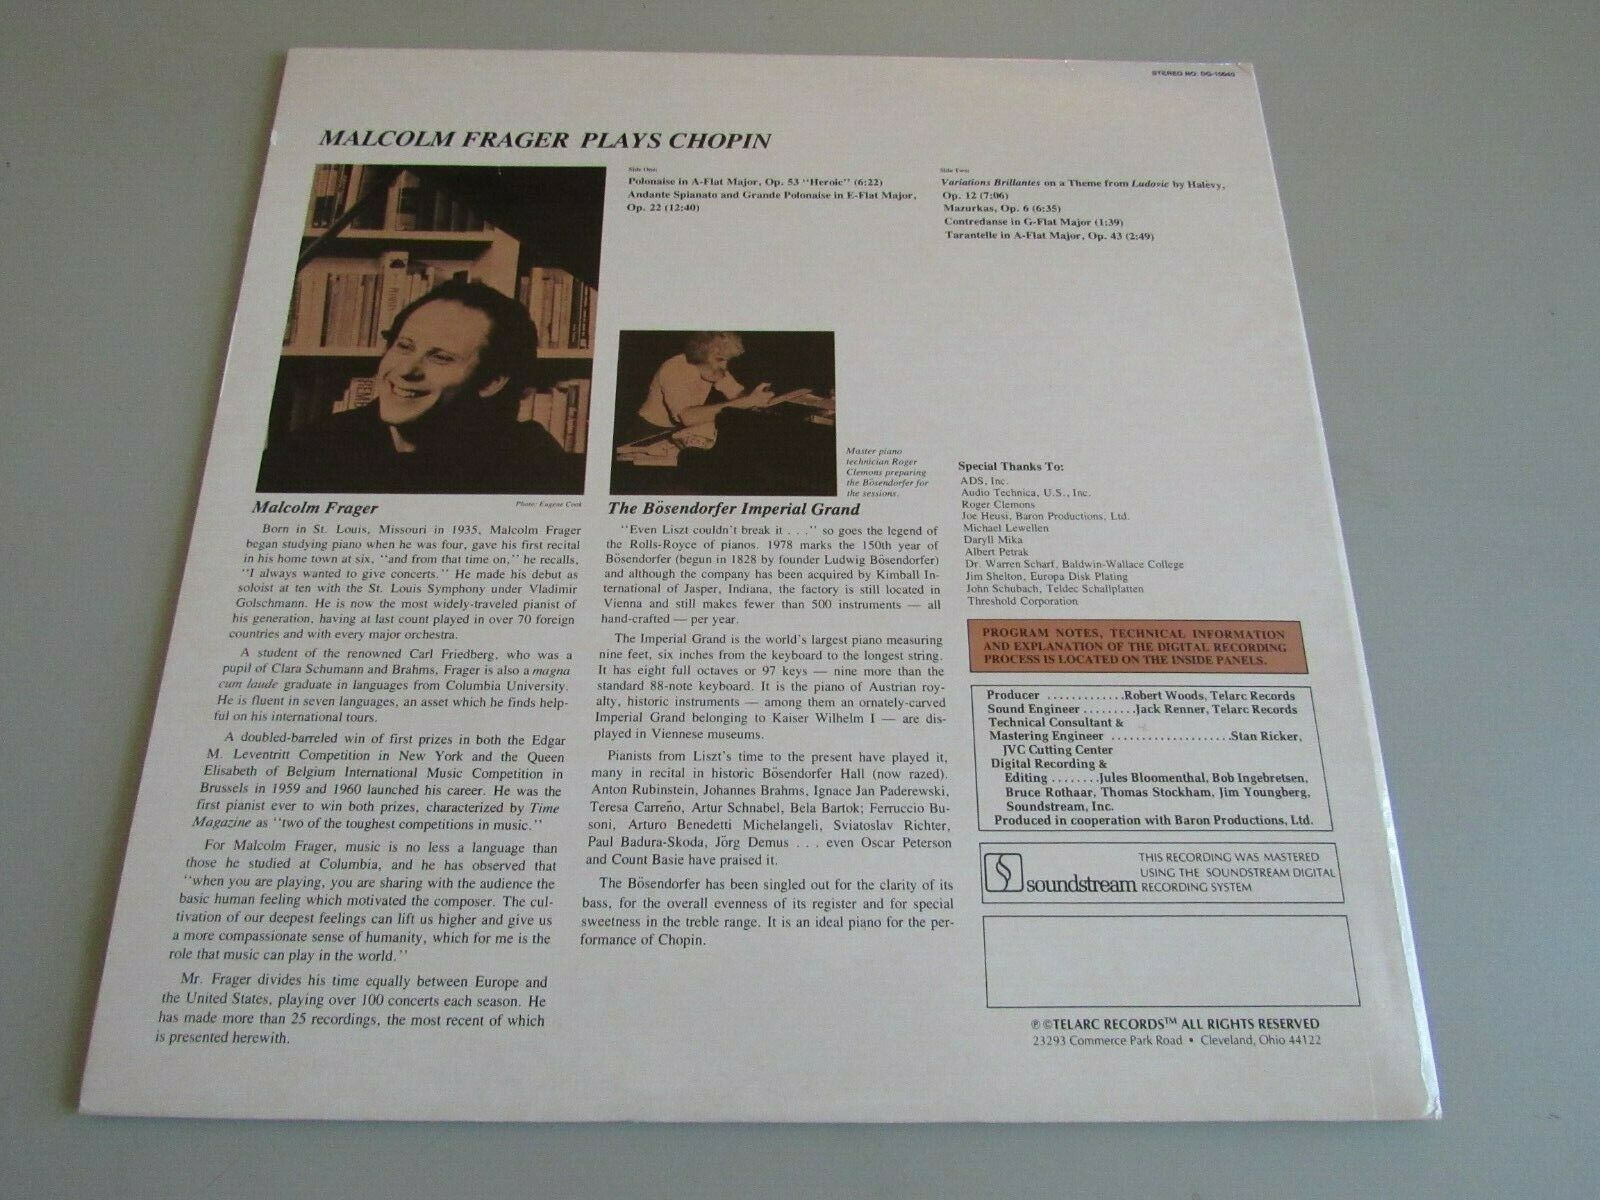 STEREO NO. DG-10040
MALCOLM FRAGER PLAYS CHOPIN
Side One:
Polonaise in A-Flat Major, Op. 53 "Heroic" (6:22)
Andante Spianato and Grande Polonaise in E-Flat Major,
Op. 22 (12:40)
Side Two:
Variations Brillantes on a Theme from Ludovic by Halévy,
Op. 12 (7:06)
Mazurkas, Op. 6 (6:35)
Contredanse in G-Flat Major (1:39)
Tarantelle in A-Flat Major, Op. 43 (2:49)
Photo: Eugene Cook
Malcolm Frager
Born in St. Louis, Missouri in 1935, Malcolm Frager
began studying piano when he was four, gave his first recital
in his home town at six, "and from that time on," he recalls,
"I always wanted to give concerts." He made his debut as
soloist at ten with the St. Louis Symphony under Vladimir
Golschmann. He is now the most widely-traveled pianist of
his generation, having at last count played in over 70 foreign
countries and with every major orchestra.
A student of the renowned Carl Friedberg, who was a
pupil of Clara Schumann and Brahms, Frager is also a magna
cum laude graduate in languages from Columbia University.
He is fluent in seven languages, an asset which he finds help-
ful on his international tours.
A doubled-barreled win of first prizes in both the Edgar
M. Leventritt Competition in New York and the Queen
Elisabeth of Belgium International Music Competition in
Brussels in 1959 and 1960 launched his career. He was the
first pianist ever to win both prizes, characterized by Time
Magazine as "two of the toughest competitions in music."
For Malcolm Frager, music is no less a language than
those he studied at Columbia, and he has observed that
"when you are playing, you are sharing with the audience the
basic human feeling which motivated the composer. The cul-
tivation of our deepest feelings can lift us higher and give us
a more compassionate sense of humanity, which for me is the
role that music can play in the world."
Mr. Frager divides his time equally between Europe and
the United States, playing over 100 concerts each season. He
has made more than 25 recordings, the most recent of which
is presented herewith.
Master piano
technician Roger
Clemons preparing
the Bösendorfer for
the sessions.
The Bösendorfer Imperial Grand
"Even Liszt couldn't break it . . ." so goes the legend of
the Rolls-Royce of pianos. 1978 marks the 150th year of
Bösendorfer (begun in 1828 by founder Ludwig Bösendorfer)
and although the company has been acquired by Kimball In-
ternational of Jasper, Indiana, the factory is still located in
Vienna and still makes fewer than 500 instruments — all
hand-crafted — per year.
The Imperial Grand is the world's largest piano measuring
nine feet, six inches from the keyboard to the longest string.
It has eight full octaves or 97 keys — nine more than the
standard 88-note keyboard. It is the piano of Austrian roy-
alty, historic instruments — among them an ornately-carved
Imperial Grand belonging to Kaiser Wilhelm I — are dis-
played in Viennese museums.
Pianists from Liszt's time to the present have played it,
many in recital in historic Bösendorfer Hall (now razed).
Anton Rubinstein, Johannes Brahms, Ignace Jan Paderewski,
Teresa Carreño, Artur Schnabel, Bela Bartok; Ferruccio Bu-
soni, Arturo Benedetti Michelangeli, Sviatoslav Richter,
Paul Badura-Skoda, Jörg Demus . . . even Oscar Peterson
and Count Basie have praised it.
The Bösendorfer has been singled out for the clarity of its
bass, for the overall evenness of its register and for special
sweetness in the treble range. It is an ideal piano for the per-
formance of Chopin.
Special Thanks To:
ADS, Inc.
Audio Technica, U.S., Inc.
Roger Clemons
Joe Heusi, Baron Productions, Ltd.
Michael Lewellen
Daryll Mika
Albert Petrak
Dr. Warren Scharf, Baldwin-Wallace College
Jim Shelton, Europa Disk Plating
John Schubach, Teldec Schallplatten
Threshold Corporation
PROGRAM NOTES, TECHNICAL INFORMATION
AND EXPLANATION OF THE DIGITAL RECORDING
PROCESS IS LOCATED ON THE INSIDE PANELS.
Producer .............Robert Woods, Telarc Records
Sound Engineer .........Jack Renner, Telarc Records
Technical Consultant &
Mastering Engineer ....................Stan Ricker,
JVC Cutting Center
Digital Recording &
Editing ........Jules Bloomenthal, Bob Ingebretsen,
Bruce Rothaar, Thomas Stockham, Jim Youngberg,
Soundstream, Inc.
Produced in cooperation with Baron Productions, Ltd.
soundstream
THIS RECORDING WAS MASTERED
USING THE SOUNDSTREAM DIGITAL
RECORDING SYSTEM
℗ ©TELARC RECORDS™ ALL RIGHTS RESERVED
23293 Commerce Park Road • Cleveland, Ohio 44122